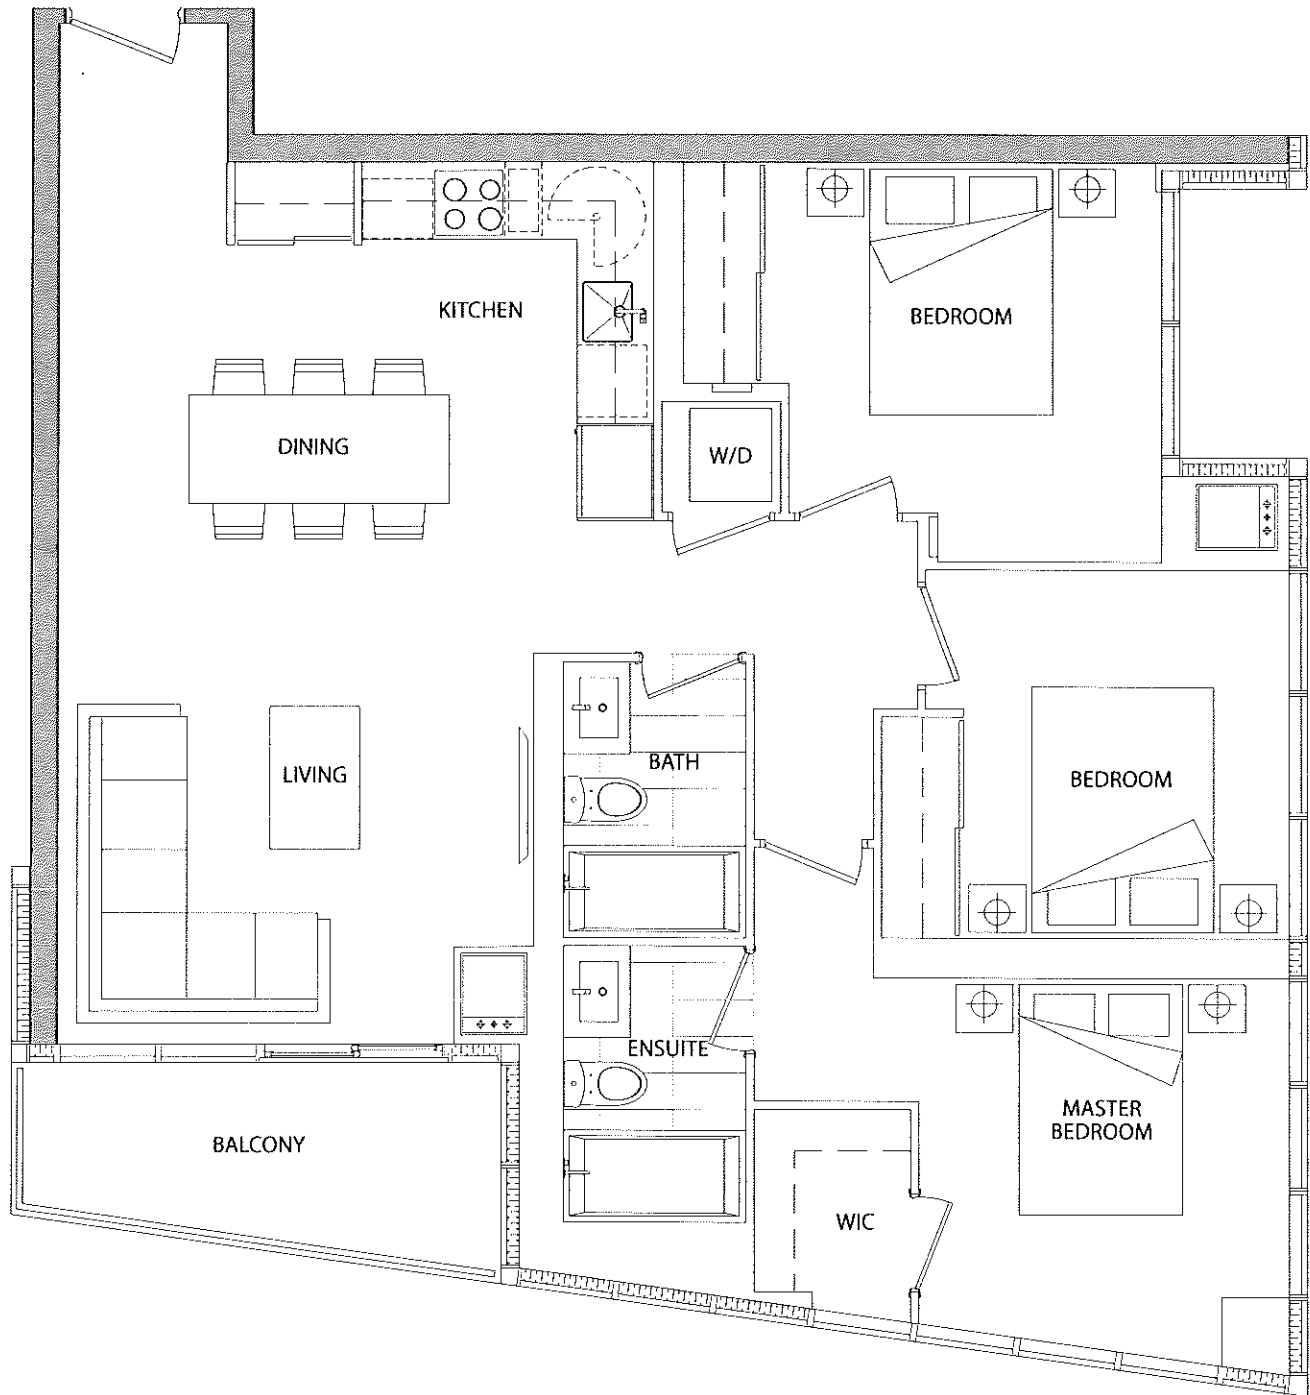 KITCHEN
BEDROOM
DINING
W/D
BATH
LIVING
BEDROOM
ENSUITE
MASTER
BEDROOM
BALCONY
WIC